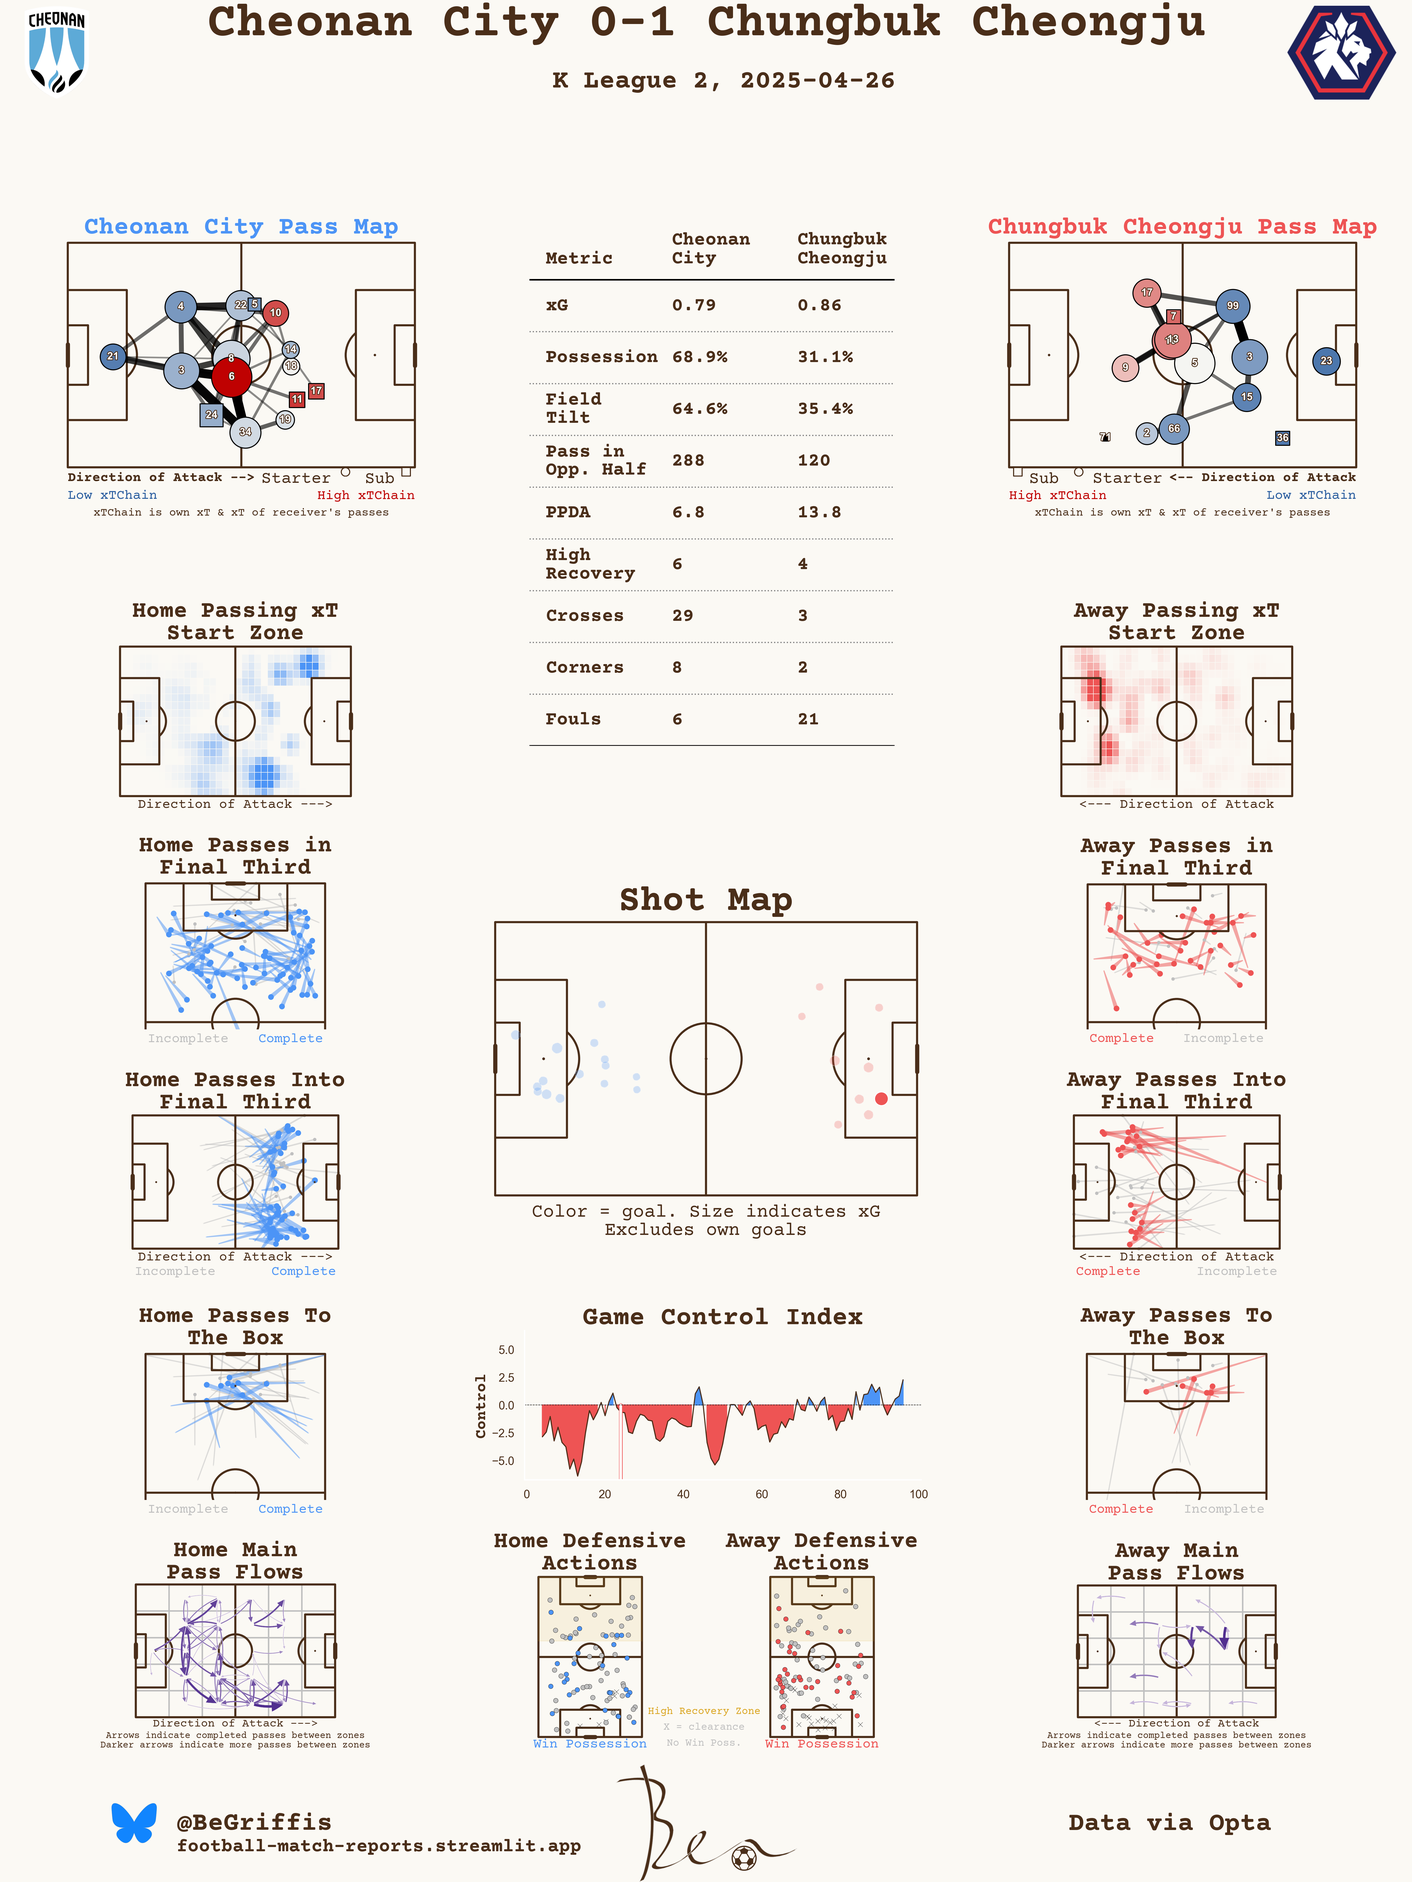 CHEONAN
Cheonan City 0-1 Chungbuk Cheongju
K League 2, 2025-04-26
Cheonan City Pass Map
4
22
5
10
21
8
14
18
3
6
17
11
24
19
34
Direction of Attack --> Starter Sub
Low xTChain High xTChain
xTChain is own xT & xT of receiver's passes
Metric Cheonan City Chungbuk Cheongju
xG 0.79 0.86
Possession 68.9% 31.1%
Field Tilt 64.6% 35.4%
Pass in Opp. Half 288 120
PPDA 6.8 13.8
High Recovery 6 4
Crosses 29 3
Corners 8 2
Fouls 6 21
Chungbuk Cheongju Pass Map
17
99
7
13
5
3
23
9
15
2
66
36
Sub Starter <-- Direction of Attack
High xTChain Low xTChain
xTChain is own xT & xT of receiver's passes
Home Passing xT
Start Zone
Direction of Attack --->
Away Passing xT
Start Zone
<--- Direction of Attack
Home Passes in
Final Third
Incomplete Complete
Shot Map
Color = goal. Size indicates xG
Excludes own goals
Away Passes in
Final Third
Complete Incomplete
Home Passes Into
Final Third
Direction of Attack --->
Incomplete Complete
Away Passes Into
Final Third
<--- Direction of Attack
Complete Incomplete
Home Passes To
The Box
Incomplete Complete
Game Control Index
Control
5.0
2.5
0.0
−2.5
−5.0
0 20 40 60 80 100
Away Passes To
The Box
Complete Incomplete
Home Main
Pass Flows
Direction of Attack --->
Arrows indicate completed passes between zones
Darker arrows indicate more passes between zones
Home Defensive
Actions
Win Possession
High Recovery Zone
X = clearance
No Win Poss.
Away Defensive
Actions
Win Possession
Away Main
Pass Flows
<--- Direction of Attack
Arrows indicate completed passes between zones
Darker arrows indicate more passes between zones
@BeGriffis
football-match-reports.streamlit.app
Ben
Data via Opta